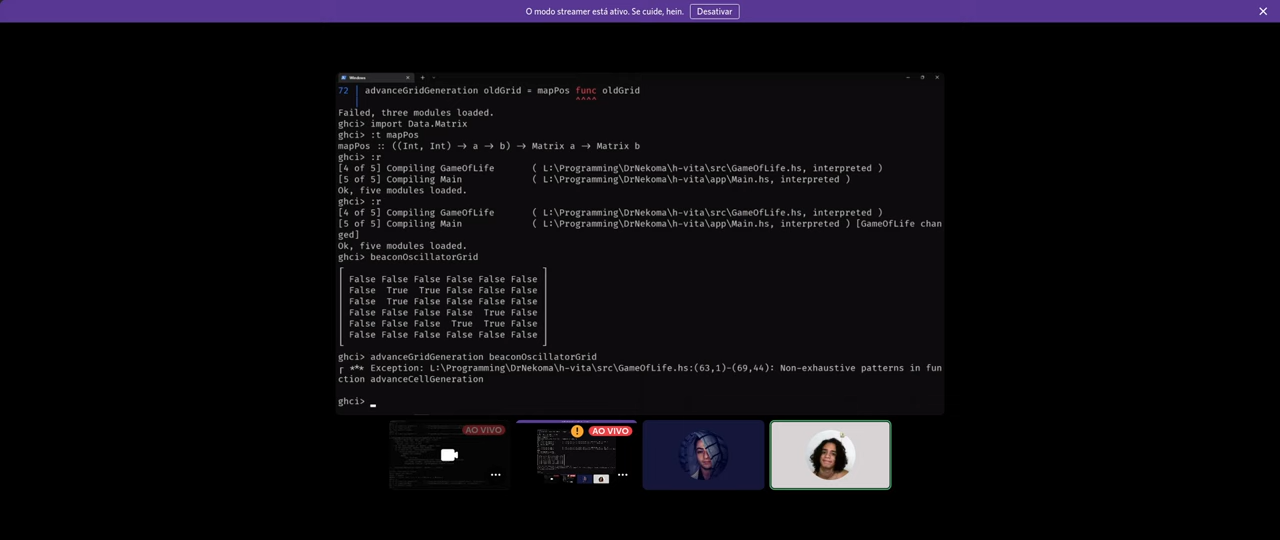 O modo streamer está ativo. Se cuide, hein. Desativar
Windows
72 | advanceGridGeneration oldGrid = mapPos func oldGrid
^^^^
Failed, three modules loaded.
ghci> import Data.Matrix
ghci> :t mapPos
mapPos :: ((Int, Int) → a → b) → Matrix a → Matrix b
ghci> :r
[4 of 5] Compiling GameOfLife ( L:\Programming\DrNekoma\h-vita\src\GameOfLife.hs, interpreted )
[5 of 5] Compiling Main ( L:\Programming\DrNekoma\h-vita\app\Main.hs, interpreted )
Ok, five modules loaded.
ghci> :r
[4 of 5] Compiling GameOfLife ( L:\Programming\DrNekoma\h-vita\src\GameOfLife.hs, interpreted )
[5 of 5] Compiling Main ( L:\Programming\DrNekoma\h-vita\app\Main.hs, interpreted ) [GameOfLife chan
ged]
Ok, five modules loaded.
ghci> beaconOscillatorGrid
False False False False False False
False True True False False False
False True False False False False
False False False False True False
False False False True True False
False False False False False False
ghci> advanceGridGeneration beaconOscillatorGrid
┌ *** Exception: L:\Programming\DrNekoma\h-vita\src\GameOfLife.hs:(63,1)-(69,44): Non-exhaustive patterns in fun
ction advanceCellGeneration
ghci> _
AO VIVO
AO VIVO